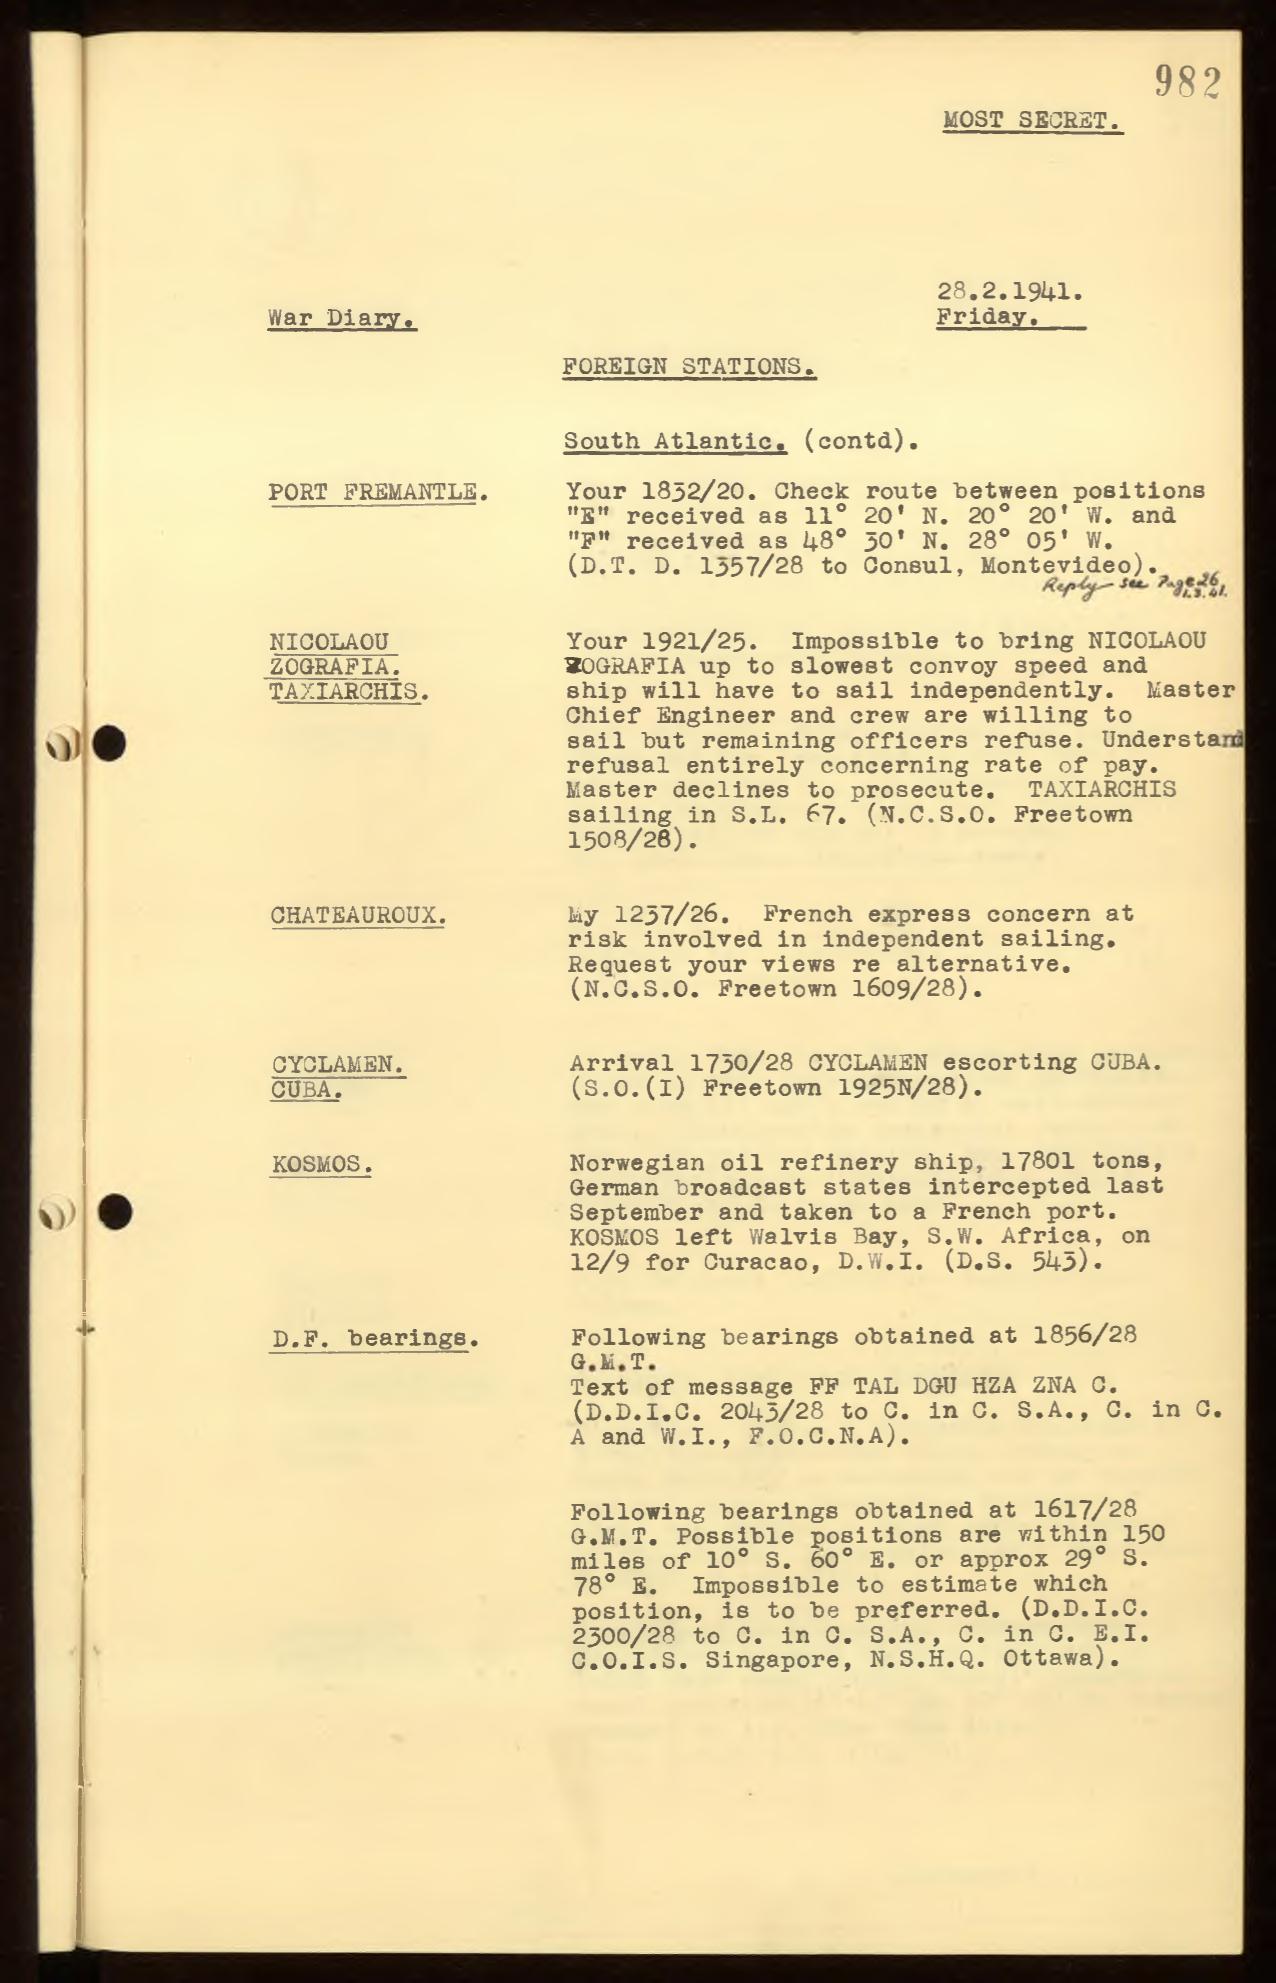 982
MOST SECRET.
28.2.1941.
War Diary.
Friday.
FOREIGN STATIONS.
South Atlantic. (contd).
PORT FREMANTLE.
Your 1832/20. Check route between positions
"E" received as 11° 20' N. 20° 20' W. and
"F" received as 48° 30' N. 28° 05' W.
(D.T. D. 1357/28 to Consul, Montevideo).
Reply - see Page 26
1.3.41.
NICOLAOU
ZOGRAFIA.
TAXIARCHIS.
Your 1921/25. Impossible to bring NICOLAOU
ZOGRAFIA up to slowest convoy speed and
ship will have to sail independently. Master
Chief Engineer and crew are willing to
sail but remaining officers refuse. Understand
refusal entirely concerning rate of pay.
Master declines to prosecute. TAXIARCHIS
sailing in S.L. 67. (N.C.S.O. Freetown
1508/28).
CHATEAUROUX.
My 1237/26. French express concern at
risk involved in independent sailing.
Request your views re alternative.
(N.C.S.O. Freetown 1609/28).
CYCLAMEN.
CUBA.
Arrival 1730/28 CYCLAMEN escorting CUBA.
(S.O.(I) Freetown 1925N/28).
KOSMOS.
Norwegian oil refinery ship, 17801 tons,
German broadcast states intercepted last
September and taken to a French port.
KOSMOS left Walvis Bay, S.W. Africa, on
12/9 for Curacao, D.W.I. (D.S. 543).
D.F. bearings.
Following bearings obtained at 1856/28
G.M.T.
Text of message FF TAL DGU HZA ZNA C.
(D.D.I.C. 2043/28 to C. in C. S.A., C. in C.
A and W.I., F.O.C.N.A).
Following bearings obtained at 1617/28
G.M.T. Possible positions are within 150
miles of 10° S. 60° E. or approx 29° S.
78° E. Impossible to estimate which
position, is to be preferred. (D.D.I.C.
2300/28 to C. in C. S.A., C. in C. E.I.
C.O.I.S. Singapore, N.S.H.Q. Ottawa).